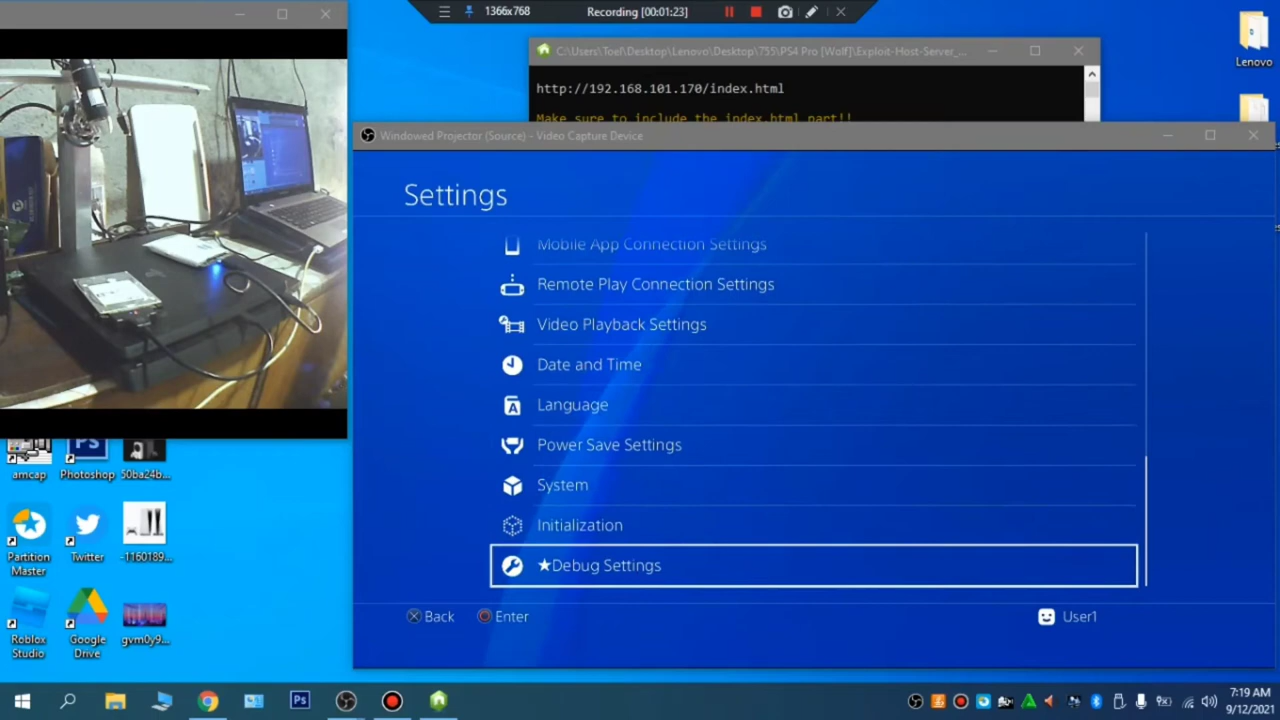 1366x768
Recording [00:01:23]
C:\Users\Toel\Desktop\Lenovo\Desktop\755\PS4 Pro [Wolf]\Exploit-Host-Server_...
http://192.168.101.170/index.html
Make sure to include the index.html part!!
Lenovo
Windowed Projector (Source) - Video Capture Device
Settings
Mobile App Connection Settings
Remote Play Connection Settings
Video Playback Settings
Date and Time
Language
Power Save Settings
System
Initialization
★Debug Settings
Back
Enter
User1
amcap
Photoshop
50ba24b...
Partition Master
Twitter
-1160189...
Roblox Studio
Google Drive
gvm0y9...
7:19 AM
9/12/2021